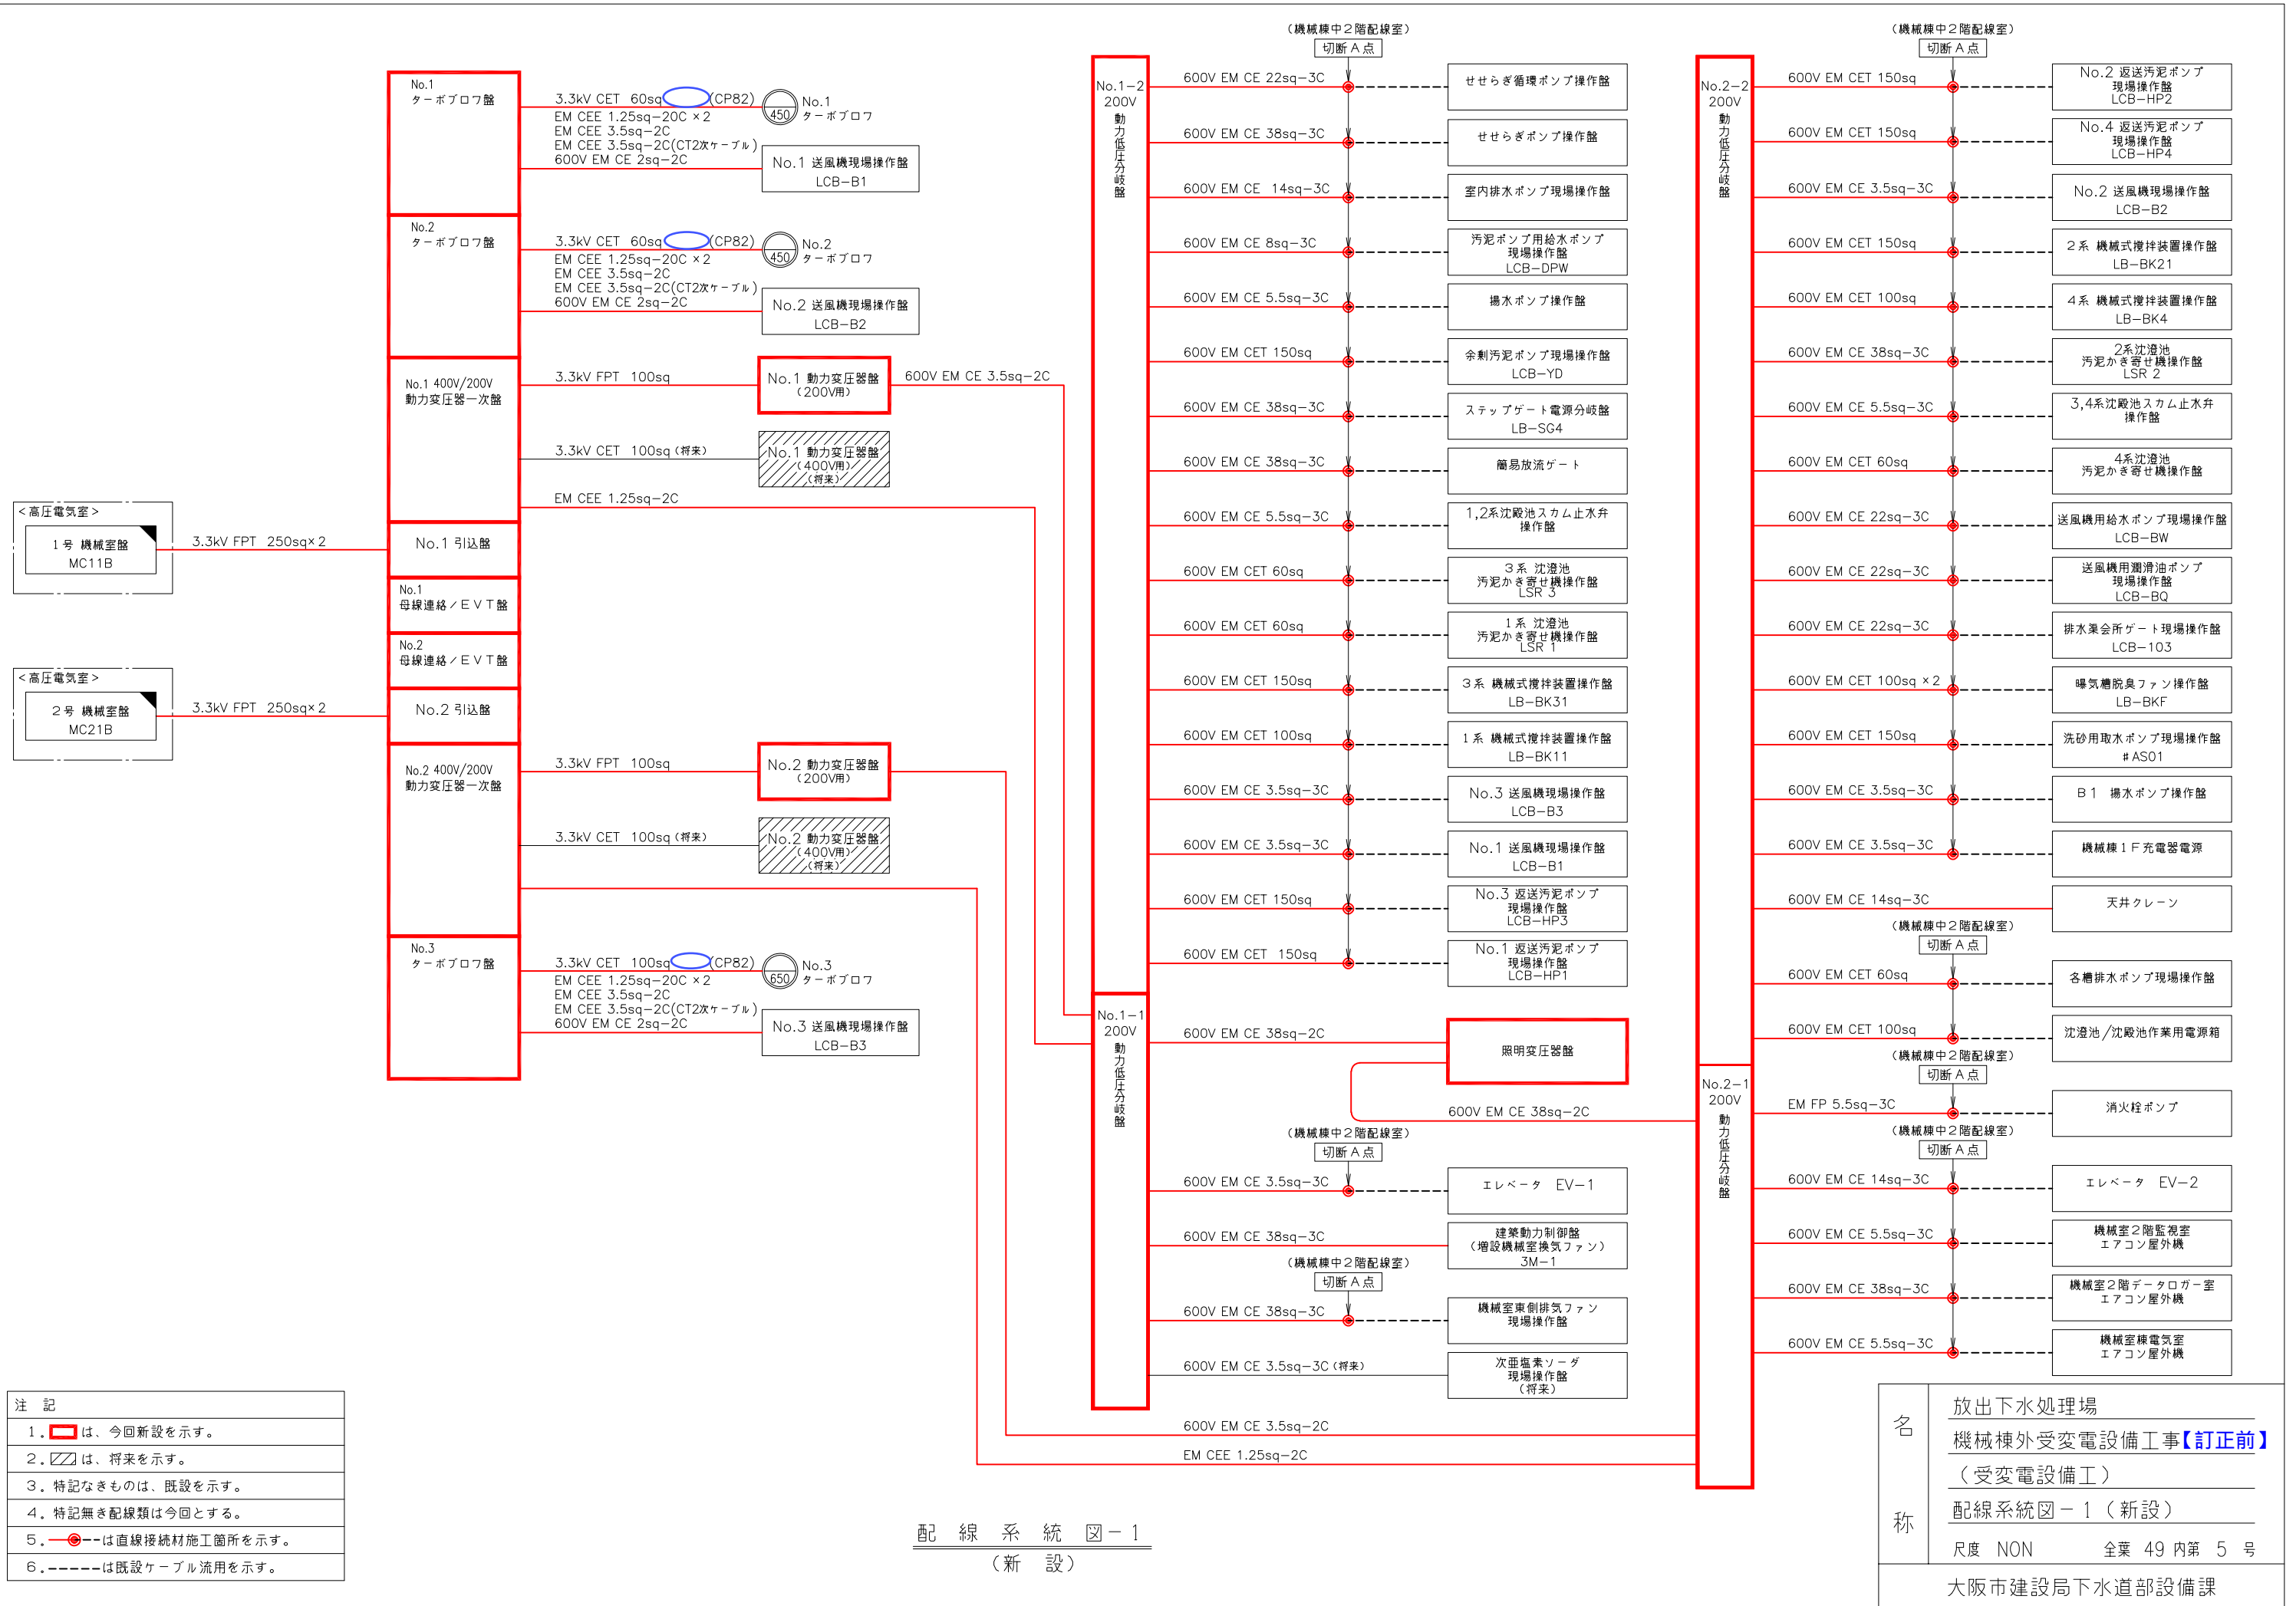 No.1
ターボブロワ盤
3.3kV CET 60sq (CP82)
EM CEE 1.25sq-20C ×2
EM CEE 3.5sq-2C
EM CEE 3.5sq-2C(CT2次ケーブル)
600V EM CE 2sq-2C
450
No.1
ターボブロワ
No.1 送風機現場操作盤
LCB-B1
No.2
ターボブロワ盤
3.3kV CET 60sq (CP82)
EM CEE 1.25sq-20C ×2
EM CEE 3.5sq-2C
EM CEE 3.5sq-2C(CT2次ケーブル)
600V EM CE 2sq-2C
450
No.2
ターボブロワ
No.2 送風機現場操作盤
LCB-B2
No.1 400V/200V
動力変圧器一次盤
3.3kV FPT 100sq
No.1 動力変圧器盤
(200V用)
600V EM CE 3.5sq-2C
3.3kV CET 100sq(将来)
No.1 動力変圧器盤
(400V用)
(将来)
EM CEE 1.25sq-2C
<高圧電気室>
1号 機械室盤
MC11B
3.3kV FPT 250sq×2
No.1 引込盤
No.1
母線連絡/EVT盤
No.2
母線連絡/EVT盤
<高圧電気室>
2号 機械室盤
MC21B
3.3kV FPT 250sq×2
No.2 引込盤
No.2 400V/200V
動力変圧器一次盤
3.3kV FPT 100sq
No.2 動力変圧器盤
(200V用)
3.3kV CET 100sq(将来)
No.2 動力変圧器盤
(400V用)
(将来)
No.3
ターボブロワ盤
3.3kV CET 100sq (CP82)
EM CEE 1.25sq-20C ×2
EM CEE 3.5sq-2C
EM CEE 3.5sq-2C(CT2次ケーブル)
600V EM CE 2sq-2C
650
No.3
ターボブロワ
No.3 送風機現場操作盤
LCB-B3
(機械棟中2階配線室)
切断A点
No.1-2
200V
動力低圧分岐盤
600V EM CE 22sq-3C
せせらぎ循環ポンプ操作盤
600V EM CE 38sq-3C
せせらぎポンプ操作盤
600V EM CE 14sq-3C
室内排水ポンプ現場操作盤
600V EM CE 8sq-3C
汚泥ポンプ用給水ポンプ
現場操作盤
LCB-DPW
600V EM CE 5.5sq-3C
揚水ポンプ操作盤
600V EM CET 150sq
余剰汚泥ポンプ現場操作盤
LCB-YD
600V EM CE 38sq-3C
ステップゲート電源分岐盤
LB-SG4
600V EM CE 38sq-3C
簡易放流ゲート
600V EM CE 5.5sq-3C
1,2系沈殿池スカム止水弁
操作盤
600V EM CET 60sq
3系 沈澄池
汚泥かき寄せ機操作盤
LSR 3
600V EM CET 60sq
1系 沈澄池
汚泥かき寄せ機操作盤
LSR 1
600V EM CET 150sq
3系 機械式撹拌装置操作盤
LB-BK31
600V EM CET 100sq
1系 機械式撹拌装置操作盤
LB-BK11
600V EM CE 3.5sq-3C
No.3 送風機現場操作盤
LCB-B3
600V EM CE 3.5sq-3C
No.1 送風機現場操作盤
LCB-B1
600V EM CET 150sq
No.3 返送汚泥ポンプ
現場操作盤
LCB-HP3
600V EM CET 150sq
No.1 返送汚泥ポンプ
現場操作盤
LCB-HP1
No.1-1
200V
動力低圧分岐盤
600V EM CE 38sq-2C
照明変圧器盤
600V EM CE 38sq-2C
(機械棟中2階配線室)
切断A点
600V EM CE 3.5sq-3C
エレベータ EV-1
600V EM CE 38sq-3C
建築動力制御盤
(増設機械室換気ファン)
3M-1
(機械棟中2階配線室)
切断A点
600V EM CE 38sq-3C
機械室東側排気ファン
現場操作盤
600V EM CE 3.5sq-3C(将来)
次亜塩素ソーダ
現場操作盤
(将来)
600V EM CE 3.5sq-2C
EM CEE 1.25sq-2C
(機械棟中2階配線室)
切断A点
No.2-2
200V
動力低圧分岐盤
600V EM CET 150sq
No.2 返送汚泥ポンプ
現場操作盤
LCB-HP2
600V EM CET 150sq
No.4 返送汚泥ポンプ
現場操作盤
LCB-HP4
600V EM CE 3.5sq-3C
No.2 送風機現場操作盤
LCB-B2
600V EM CET 150sq
2系 機械式撹拌装置操作盤
LB-BK21
600V EM CET 100sq
4系 機械式撹拌装置操作盤
LB-BK4
600V EM CE 38sq-3C
2系沈澄池
汚泥かき寄せ機操作盤
LSR 2
600V EM CE 5.5sq-3C
3,4系沈殿池スカム止水弁
操作盤
600V EM CET 60sq
4系沈澄池
汚泥かき寄せ機操作盤
600V EM CE 22sq-3C
送風機用給水ポンプ現場操作盤
LCB-BW
600V EM CE 22sq-3C
送風機用潤滑油ポンプ
現場操作盤
LCB-BQ
600V EM CE 22sq-3C
排水渠会所ゲート現場操作盤
LCB-103
600V EM CET 100sq ×2
曝気槽脱臭ファン操作盤
LB-BKF
600V EM CET 150sq
洗砂用取水ポンプ現場操作盤
#AS01
600V EM CE 3.5sq-3C
B1 揚水ポンプ操作盤
600V EM CE 3.5sq-3C
機械棟1F充電器電源
600V EM CE 14sq-3C
天井クレーン
(機械棟中2階配線室)
切断A点
600V EM CET 60sq
各槽排水ポンプ現場操作盤
600V EM CET 100sq
沈澄池/沈殿池作業用電源箱
(機械棟中2階配線室)
切断A点
No.2-1
200V
動力低圧分岐盤
EM FP 5.5sq-3C
消火栓ポンプ
(機械棟中2階配線室)
切断A点
600V EM CE 14sq-3C
エレベータ EV-2
600V EM CE 5.5sq-3C
機械室2階監視室
エアコン屋外機
600V EM CE 38sq-3C
機械室2階データロガー室
エアコン屋外機
600V EM CE 5.5sq-3C
機械室棟電気室
エアコン屋外機
注 記
1. は、今回新設を示す。
2. は、将来を示す。
3. 特記なきものは、既設を示す。
4. 特記無き配線類は今回とする。
5. は直線接続材施工箇所を示す。
6. -----は既設ケーブル流用を示す。
配 線 系 統 図-1
(新 設)
名称
放出下水処理場
機械棟外受変電設備工事【訂正前】
(受変電設備工)
配線系統図-1(新設)
尺度 NON 全葉 49 内第 5 号
大阪市建設局下水道部設備課